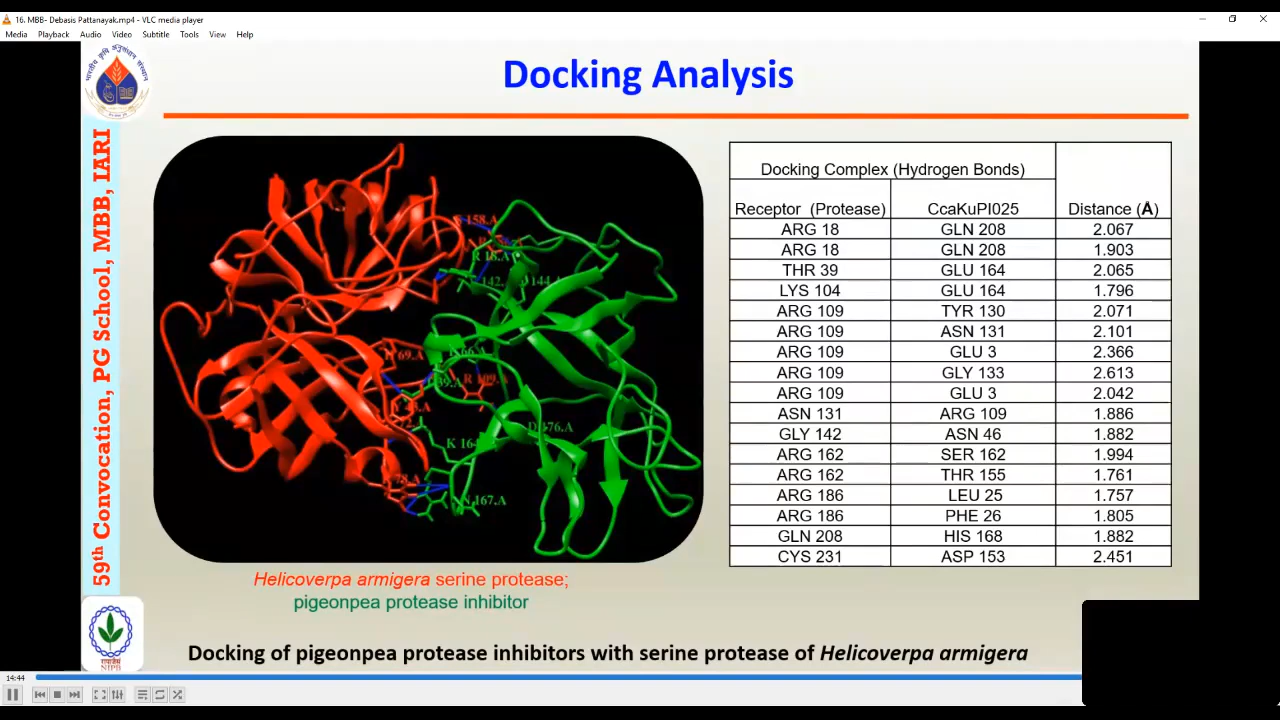 16. MBB- Debasis Pattanayak.mp4 - VLC media player
Media Playback Audio Video Subtitle Tools View Help
Docking Analysis
59th Convocation, PG School, MBB, IARI
Docking Complex (Hydrogen Bonds)
Receptor (Protease) CcaKuPI025 Distance (Å)
ARG 18 GLN 208 2.067
ARG 18 GLN 208 1.903
THR 39 GLU 164 2.065
LYS 104 GLU 164 1.796
ARG 109 TYR 130 2.071
ARG 109 ASN 131 2.101
ARG 109 GLU 3 2.366
ARG 109 GLY 133 2.613
ARG 109 GLU 3 2.042
ASN 131 ARG 109 1.886
GLY 142 ASN 46 1.882
ARG 162 SER 162 1.994
ARG 162 THR 155 1.761
ARG 186 LEU 25 1.757
ARG 186 PHE 26 1.805
GLN 208 HIS 168 1.882
CYS 231 ASP 153 2.451
158.A
144.A
69.A
K 164
167.A
Helicoverpa armigera serine protease;
pigeonpea protease inhibitor
Docking of pigeonpea protease inhibitors with serine protease of Helicoverpa armigera
14:44